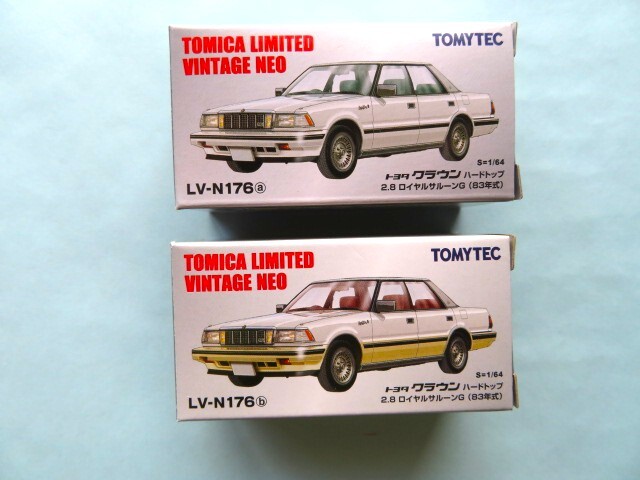 TOMICA LIMITED
VINTAGE NEO
TOMYTEC
S=1/64
LV-N176ⓐ
トヨタ クラウン ハードトップ
2.8 ロイヤルサルーンG（83年式）
TOMICA LIMITED
VINTAGE NEO
TOMYTEC
S=1/64
LV-N176ⓑ
トヨタ クラウン ハードトップ
2.8 ロイヤルサルーンG（83年式）